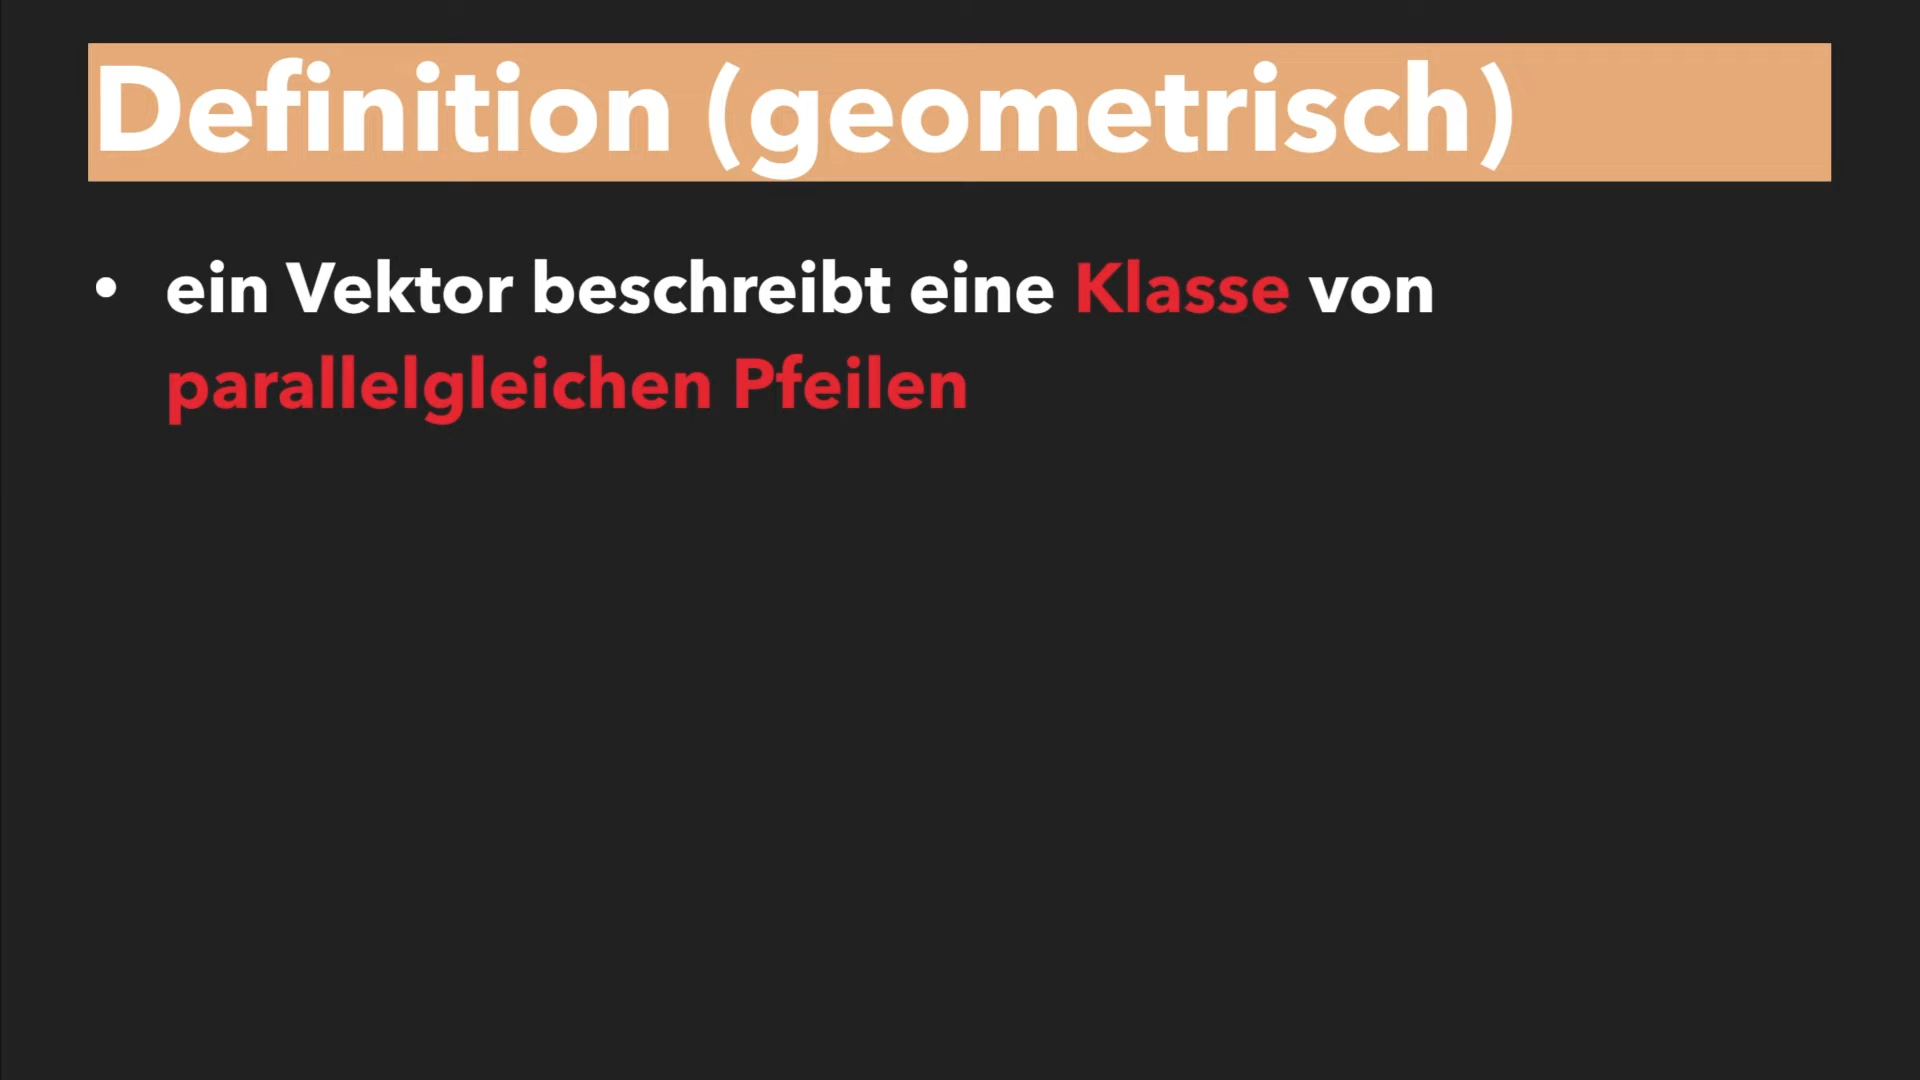 Definition (geometrisch)
• ein Vektor beschreibt eine Klasse von
parallelgleichen Pfeilen